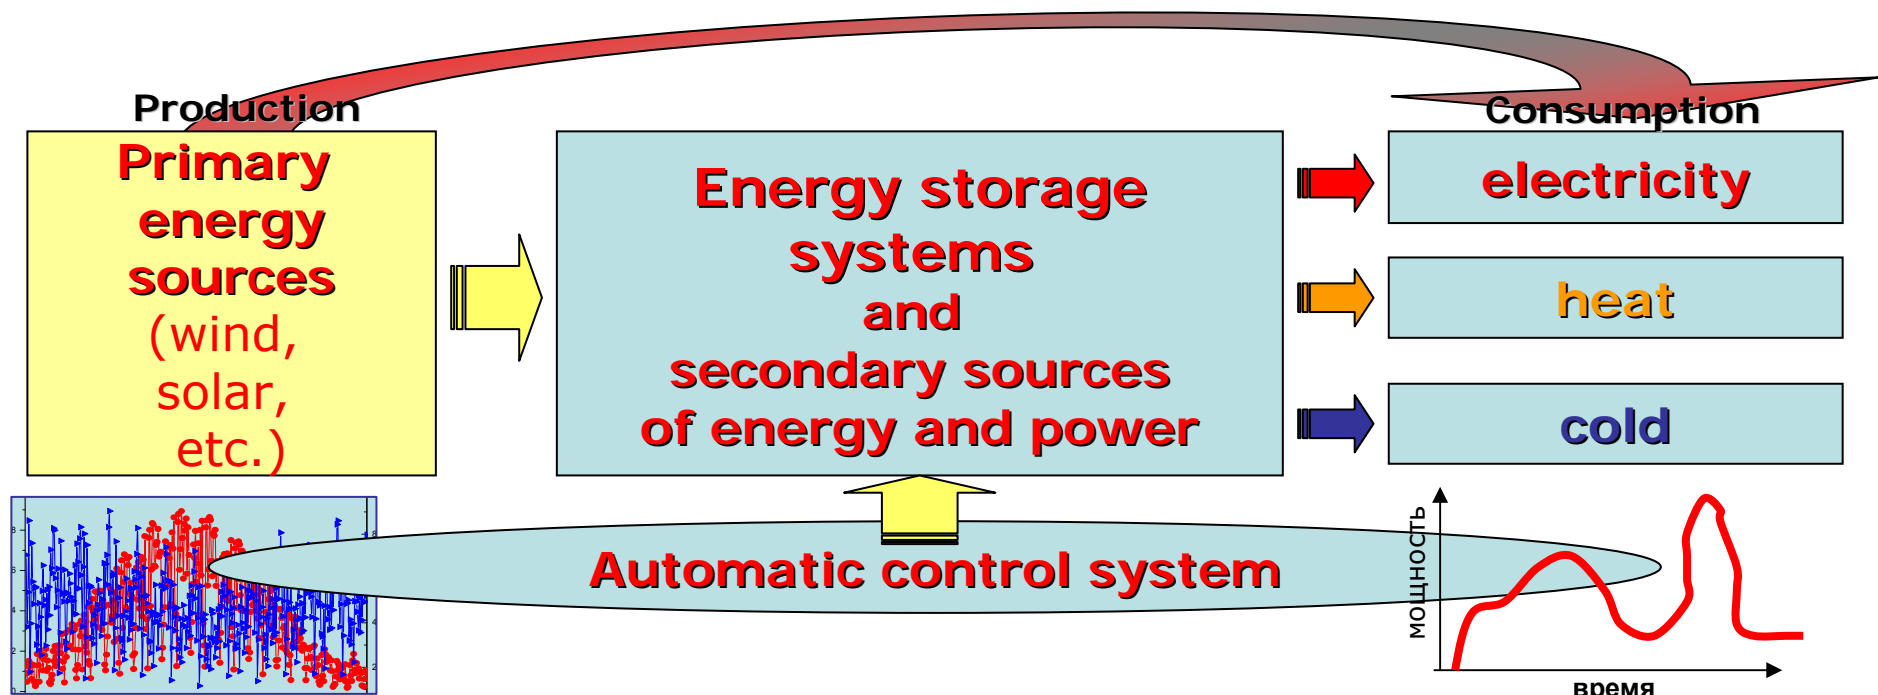 Production
Consumption
Primary
energy
sources
(wind,
solar,
etc.)
Energy storage
systems
and
secondary sources
of energy and power
electricity
heat
cold
Automatic control system
мощность
время